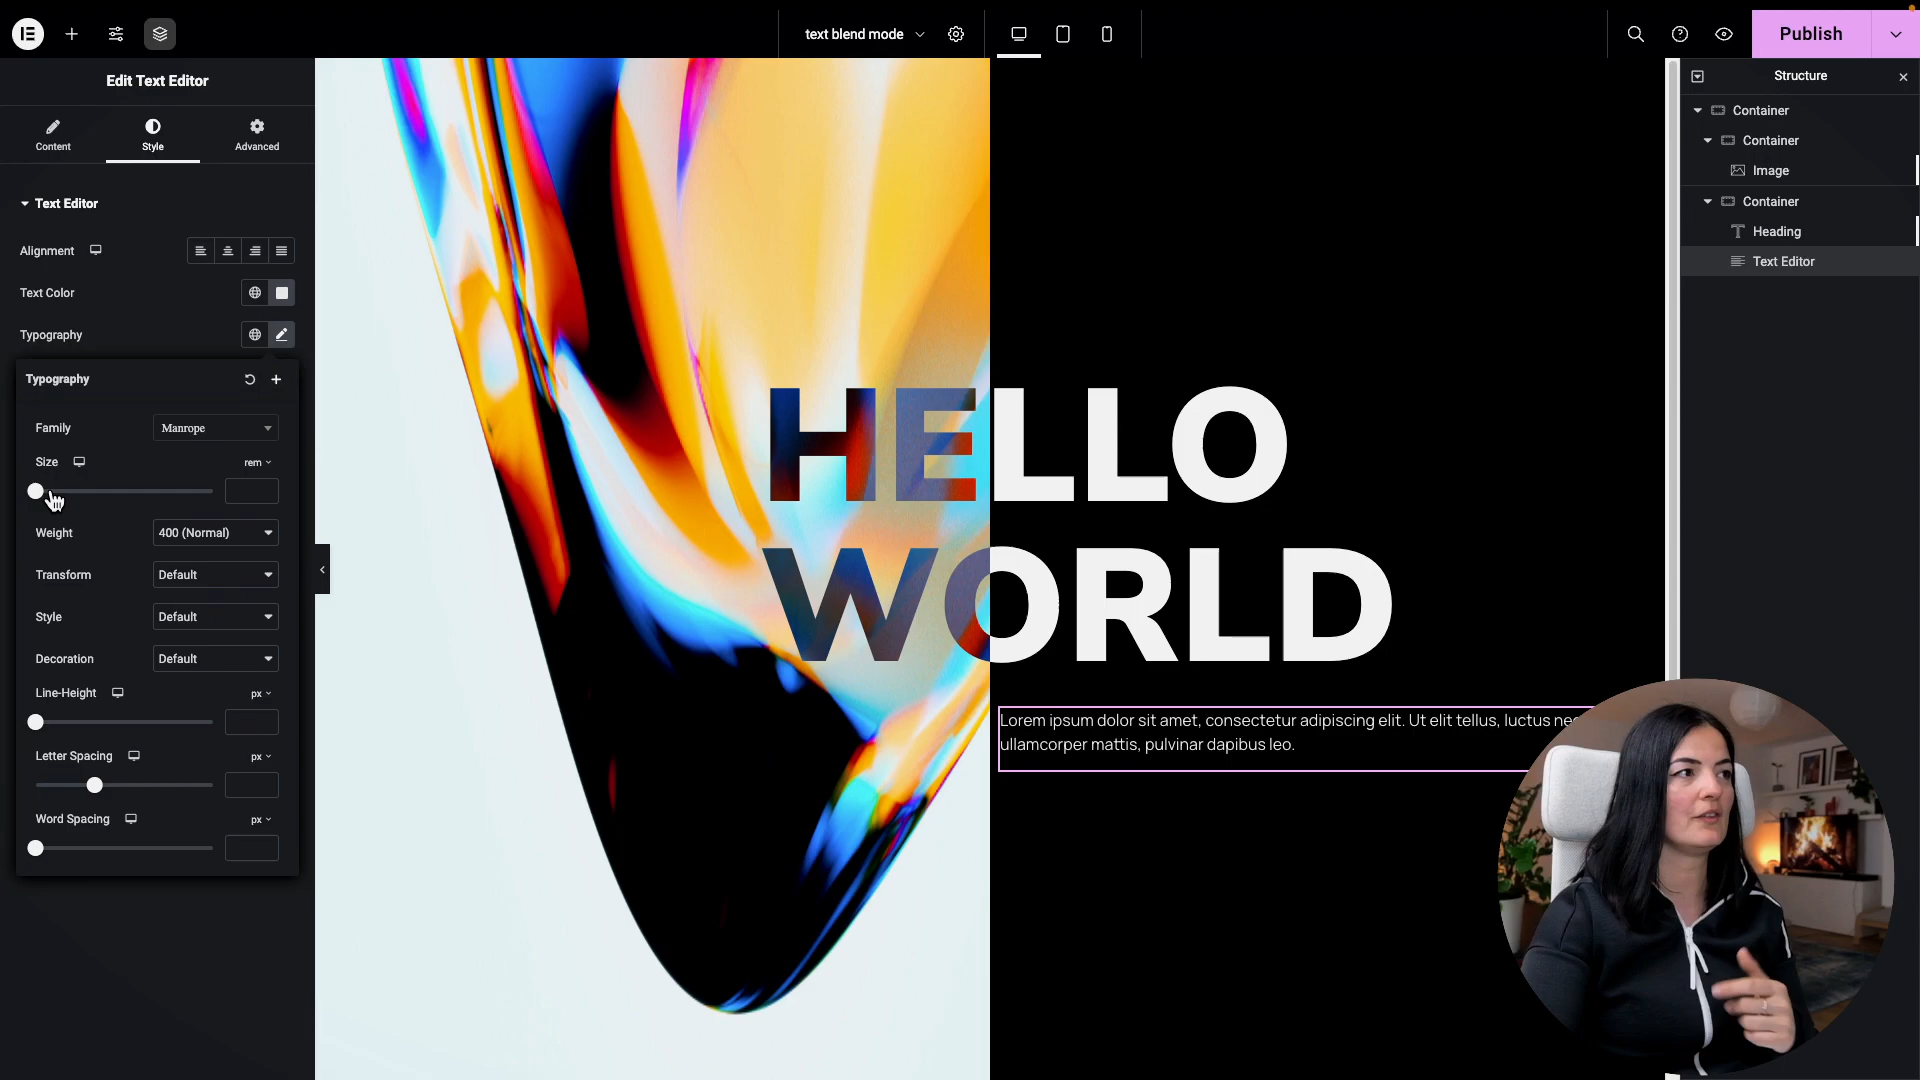 text blend mode
Publish
Edit Text Editor
Content
Style
Advanced
Text Editor
Alignment
Text Color
Typography
Typography
Family
Manrope
Size
rem
Weight
400 (Normal)
Transform
Default
Style
Default
Decoration
Default
Line-Height
px
Letter Spacing
px
Word Spacing
px
HELLO
WORLD
Lorem ipsum dolor sit amet, consectetur adipiscing elit. Ut elit tellus, luctus nec
ullamcorper mattis, pulvinar dapibus leo.
Structure
Container
Container
Image
Container
Heading
Text Editor